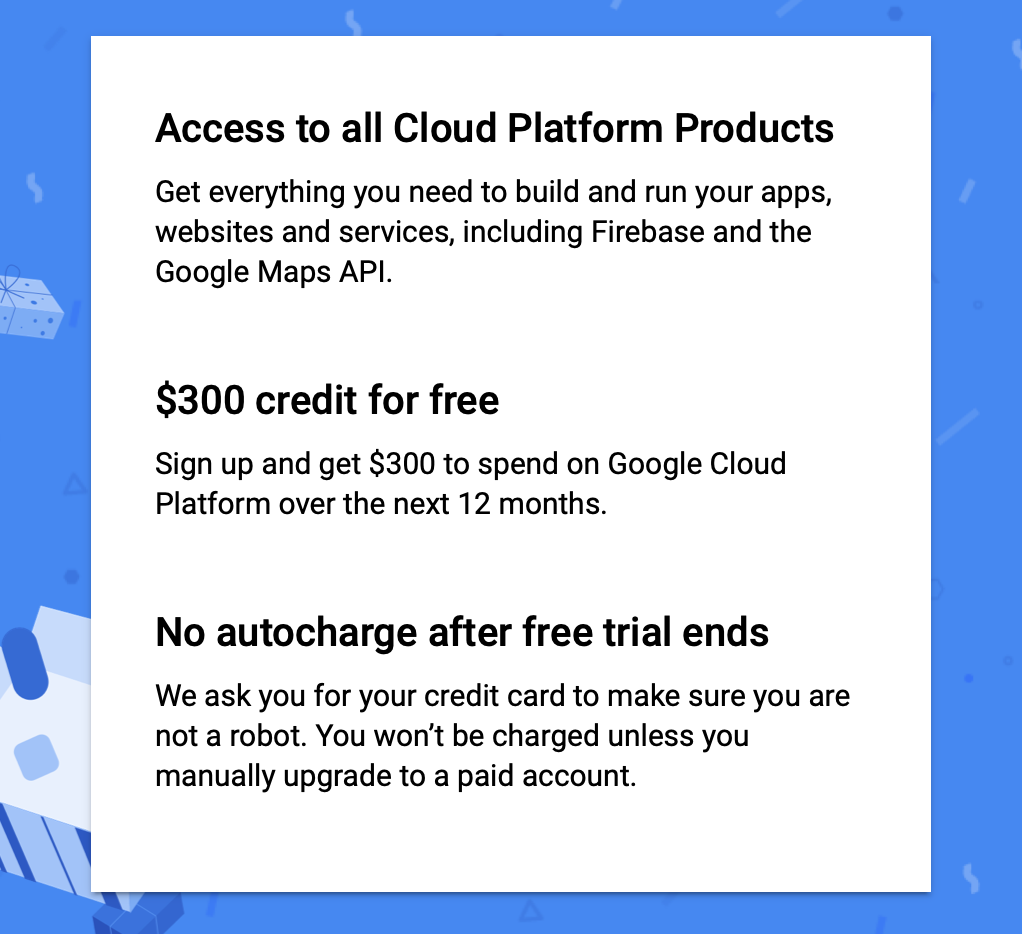 Access to all Cloud Platform Products
Get everything you need to build and run your apps,
websites and services, including Firebase and the
Google Maps API.
$300 credit for free
Sign up and get $300 to spend on Google Cloud
Platform over the next 12 months.
No autocharge after free trial ends
We ask you for your credit card to make sure you are
not a robot. You won’t be charged unless you
manually upgrade to a paid account.